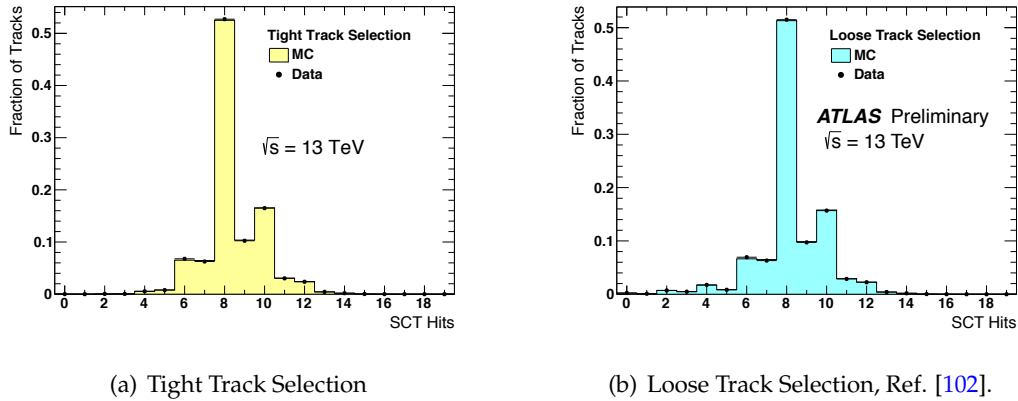 Fraction of Tracks
0.5
0.4
0.3
0.2
0.1
0
Tight Track Selection
MC
Data
√s = 13 TeV
0 2 4 6 8 10 12 14 16 18
SCT Hits
(a) Tight Track Selection
Fraction of Tracks
0.5
0.4
0.3
0.2
0.1
0
Loose Track Selection
MC
Data
ATLAS Preliminary
√s = 13 TeV
0 2 4 6 8 10 12 14 16 18
SCT Hits
(b) Loose Track Selection, Ref. [102].